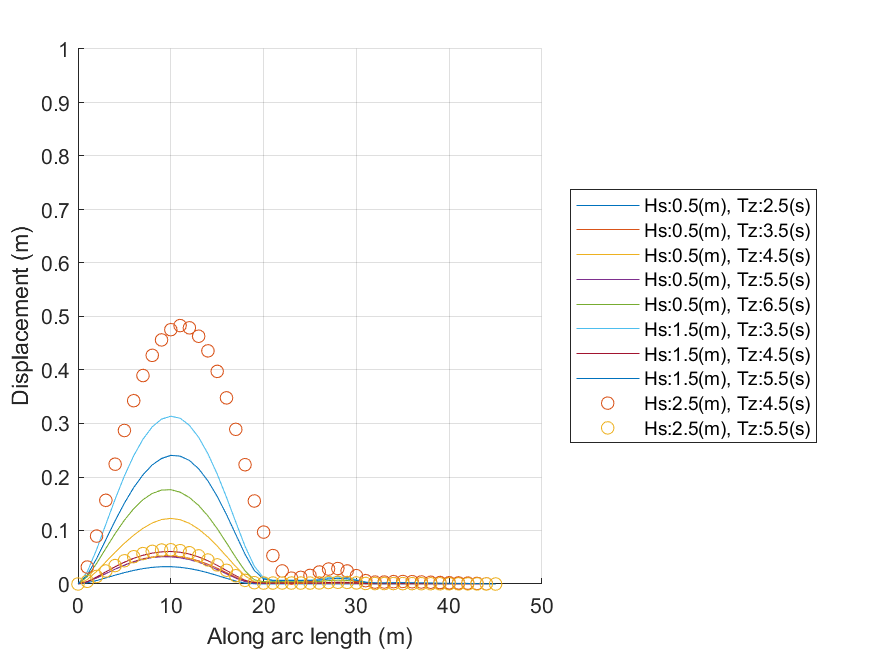 1
0.9
0.8
0.7
0.6
0.5
0.4
0.3
0.2
0.1
0
Displacement (m)
0 10 20 30 40 50
Along arc length (m)
Hs:0.5(m), Tz:2.5(s)
Hs:0.5(m), Tz:3.5(s)
Hs:0.5(m), Tz:4.5(s)
Hs:0.5(m), Tz:5.5(s)
Hs:0.5(m), Tz:6.5(s)
Hs:1.5(m), Tz:3.5(s)
Hs:1.5(m), Tz:4.5(s)
Hs:1.5(m), Tz:5.5(s)
Hs:2.5(m), Tz:4.5(s)
Hs:2.5(m), Tz:5.5(s)